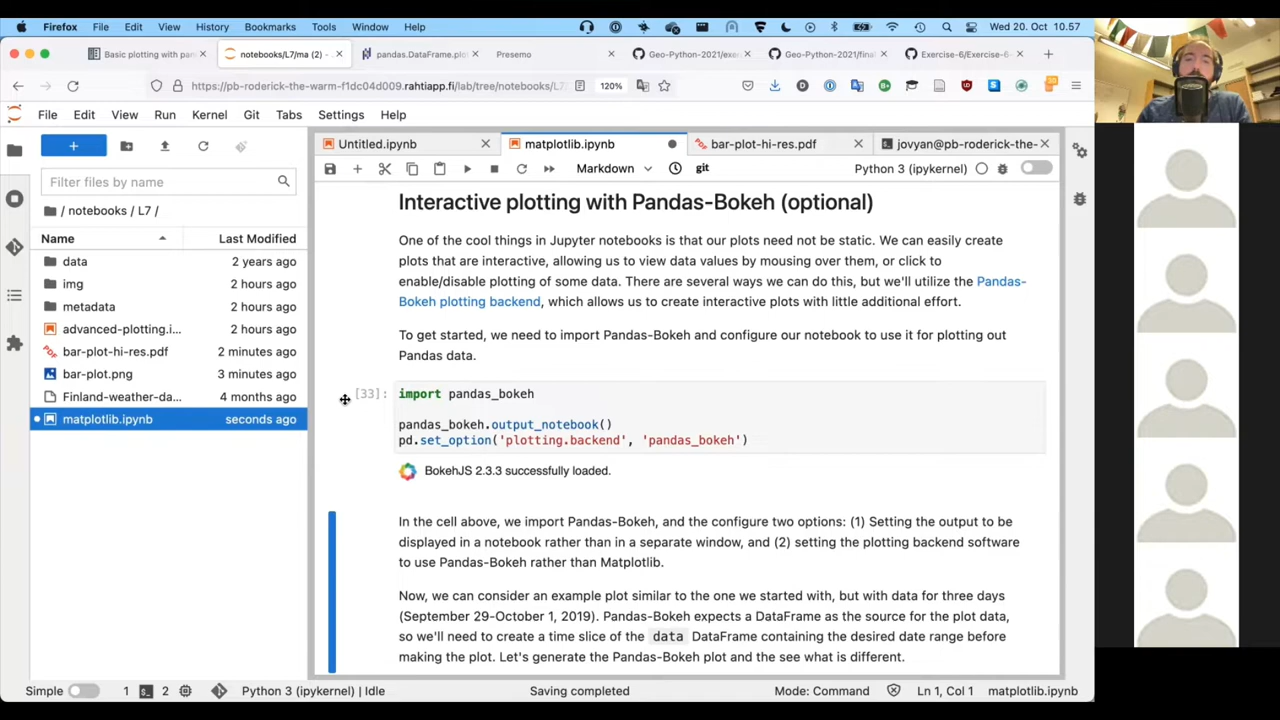 Firefox File Edit View History Bookmarks Tools Window Help Wed 20. Oct 10.57
Basic plotting with pan
notebooks/L7/ma (2) -
pandas.DataFrame.plo
Presemo
Geo-Python-2021/exer
Geo-Python-2021/final
Exercise-6/Exercise-6-
https://pb-roderick-the-warm-f1dc04d009.rahtiapp.fi/lab/tree/notebooks/L7
120%
File Edit View Run Kernel Git Tabs Settings Help
Untitled.ipynb
matplotlib.ipynb
bar-plot-hi-res.pdf
jovyan@pb-roderick-the-
Markdown
git
Python 3 (ipykernel)
Filter files by name
/ notebooks / L7 /
Name Last Modified
data 2 years ago
img 2 hours ago
metadata 2 hours ago
advanced-plotting.i... 2 hours ago
bar-plot-hi-res.pdf 2 minutes ago
bar-plot.png 3 minutes ago
Finland-weather-da... 4 months ago
matplotlib.ipynb seconds ago
Interactive plotting with Pandas-Bokeh (optional)
One of the cool things in Jupyter notebooks is that our plots need not be static. We can easily create
plots that are interactive, allowing us to view data values by mousing over them, or click to
enable/disable plotting of some data. There are several ways we can do this, but we'll utilize the Pandas-
Bokeh plotting backend, which allows us to create interactive plots with little additional effort.
To get started, we need to import Pandas-Bokeh and configure our notebook to use it for plotting out
Pandas data.
[33]: import pandas_bokeh
pandas_bokeh.output_notebook()
pd.set_option('plotting.backend', 'pandas_bokeh')
BokehJS 2.3.3 successfully loaded.
In the cell above, we import Pandas-Bokeh, and the configure two options: (1) Setting the output to be
displayed in a notebook rather than in a separate window, and (2) setting the plotting backend software
to use Pandas-Bokeh rather than Matplotlib.
Now, we can consider an example plot similar to the one we started with, but with data for three days
(September 29-October 1, 2019). Pandas-Bokeh expects a DataFrame as the source for the plot data,
so we'll need to create a time slice of the data DataFrame containing the desired date range before
making the plot. Let's generate the Pandas-Bokeh plot and the see what is different.
Simple 1 2 Python 3 (ipykernel) | Idle Saving completed Mode: Command Ln 1, Col 1 matplotlib.ipynb